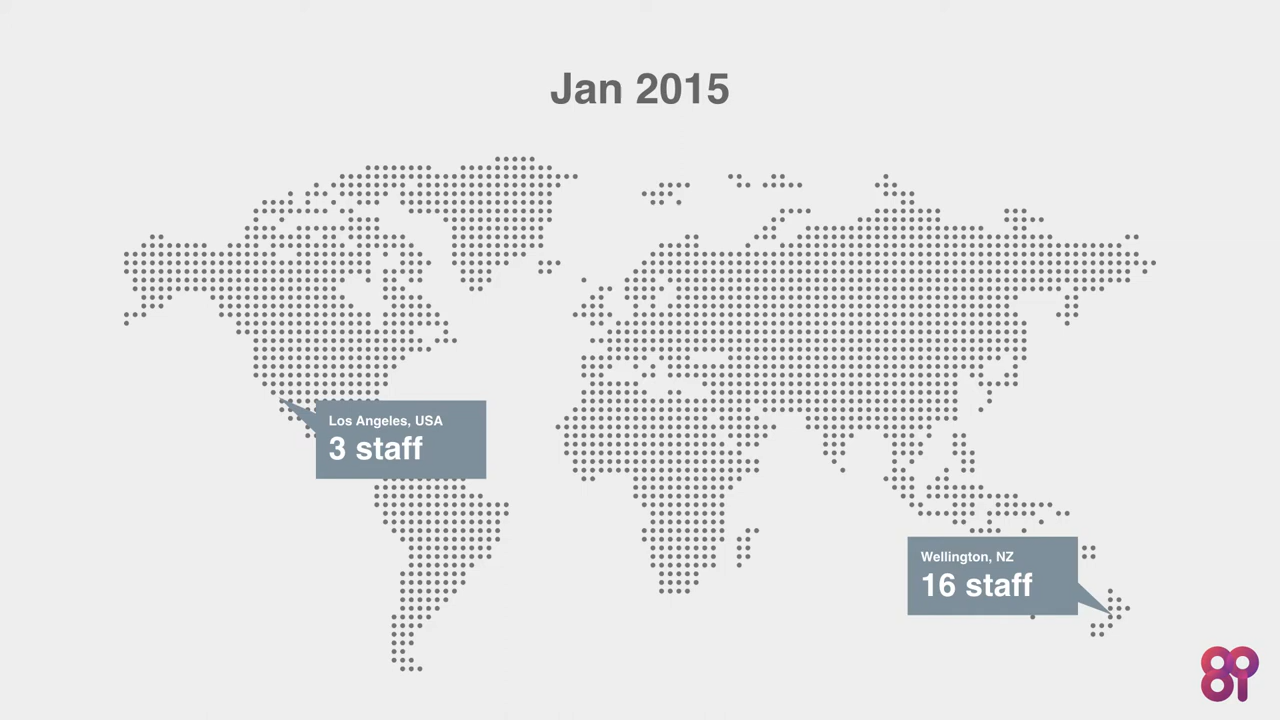 Jan 2015
Los Angeles, USA
3 staff
Wellington, NZ
16 staff